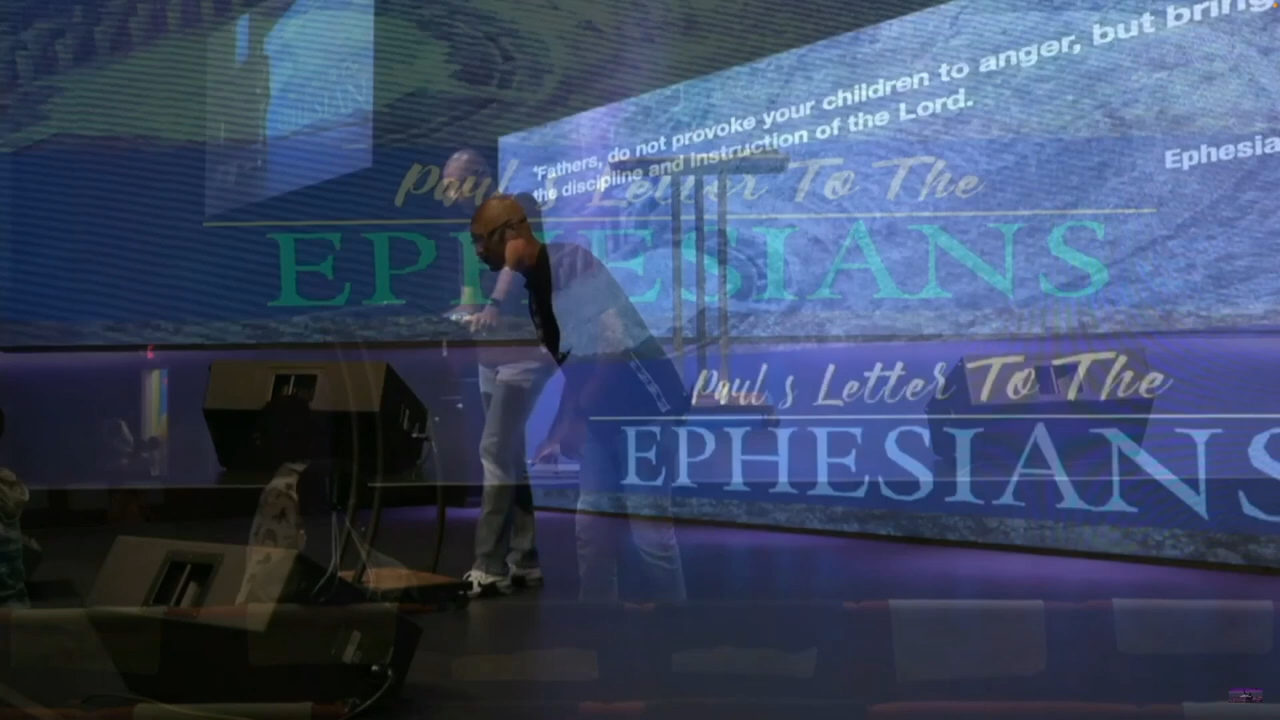 "Fathers, do not provoke your children to anger, but bring
the discipline and instruction of the Lord.
Ephesia
Paul s Letter To The
EPHESIANS
Paul s Letter To The
EPHESIANS